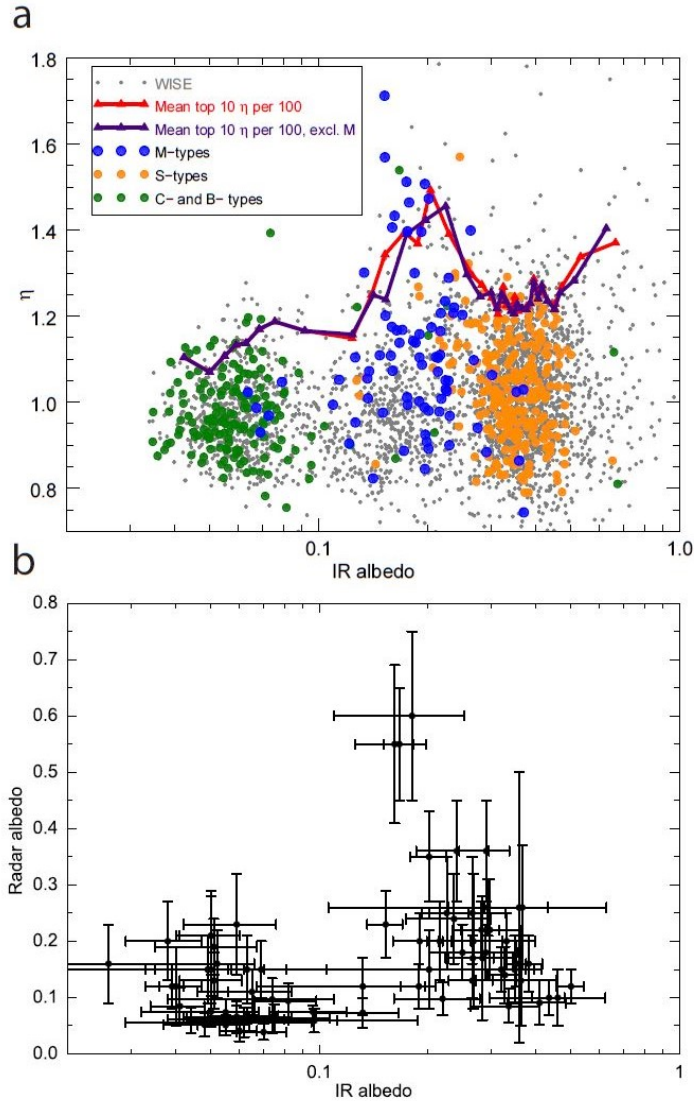 a
1.8
WISE
Mean top 10 η per 100
1.6
Mean top 10 η per 100, excl. M
M-types
S-types
C- and B- types
1.4
η
1.2
1.0
0.8
0.1
1.0
IR albedo
b
0.8
0.7
0.6
0.5
Radar albedo
0.4
0.3
0.2
0.1
0.0
0.1
1
IR albedo